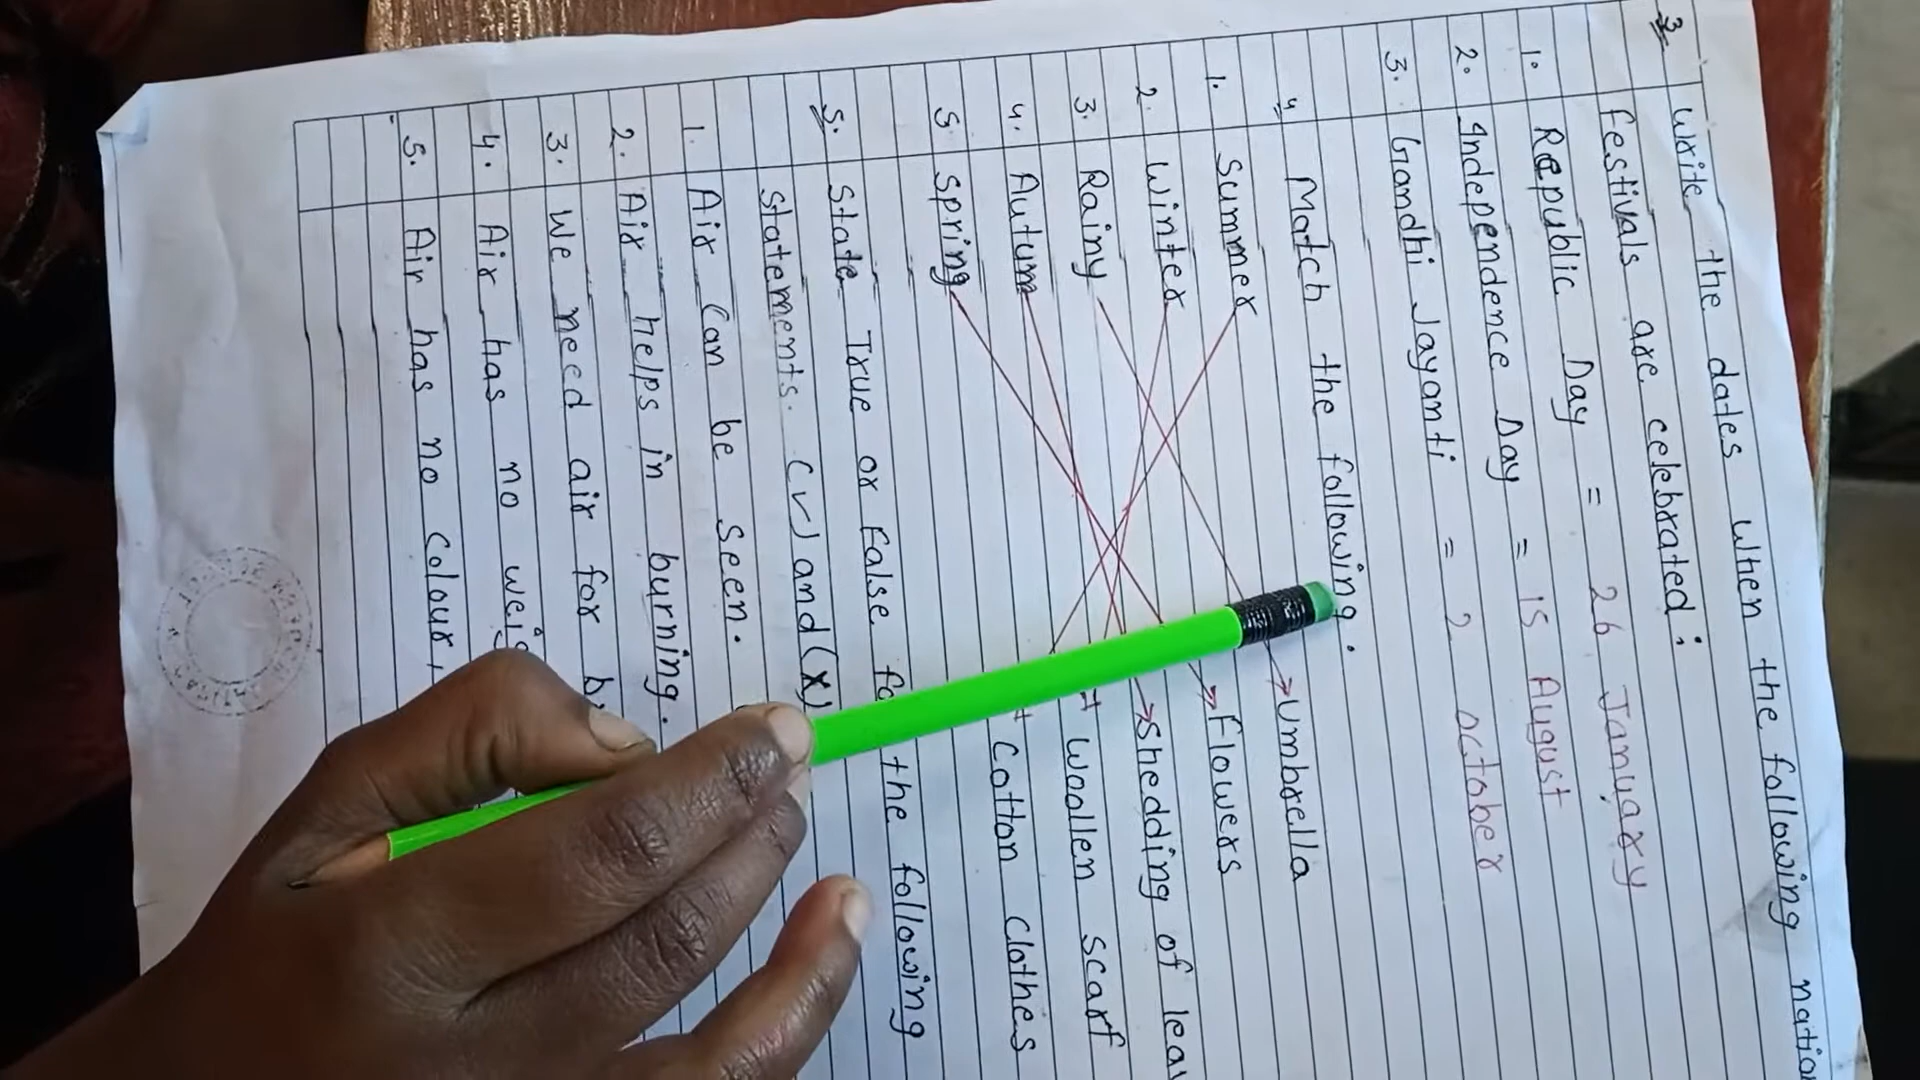 3. Write the dates when the following
festivals are celebrated:
1. Republic Day = 26 January
2. Independence Day = 15 August
3. Gandhi Jayanti = 2 October
4. Match the following.
1. Summer Umbrella
2. Winter Flowers
3. Rainy Shedding of
4. Autum Woollen scarf
5. Spring Cotton clothes
5. State True or False the following
statements. (✓) and (x)
1. Air can be seen.
2. Air helps in burning.
3. We need air for
4. Air has no
5. Air has no colour